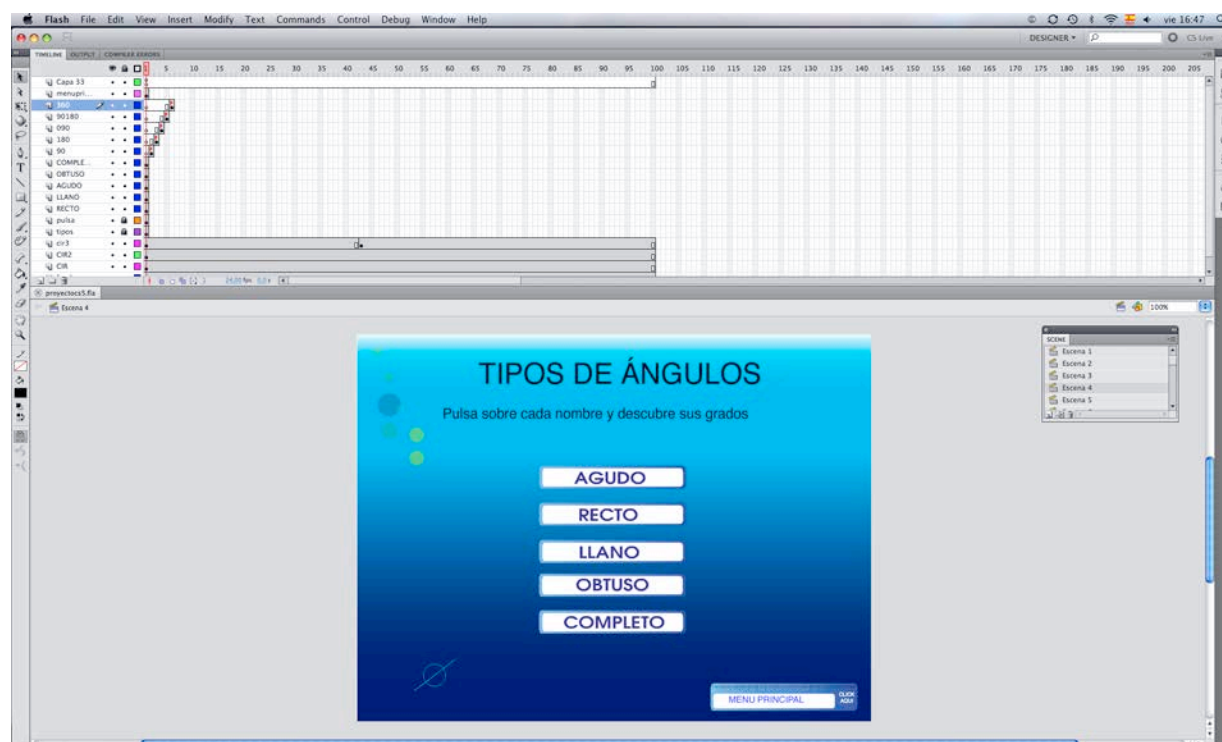 Flash File Edit View Insert Modify Text Commands Control Debug Window Help
vie 16:47
DESIGNER
CS Live
TIMELINE OUTPUT COMPILER ERRORS
5 10 15 20 25 30 35 40 45 50 55 60 65 70 75 80 85 90 95 100 105 110 115 120 125 130 135 140 145 150 155 160 165 170 175 180 185 190 195 200 205
Capa 33
menupri...
360
90180
090
180
90
COMPLE...
OBTUSO
AGUDO
LLANO
RECTO
pulsa
tipos
cir3
CIR2
CIR
proyectocs5.fla
Escena 4
100%
SCENE
Escena 1
Escena 2
Escena 3
Escena 4
Escena 5
TIPOS DE ÁNGULOS
Pulsa sobre cada nombre y descubre sus grados
AGUDO
RECTO
LLANO
OBTUSO
COMPLETO
MENU PRINCIPAL
CLICK
AQUI